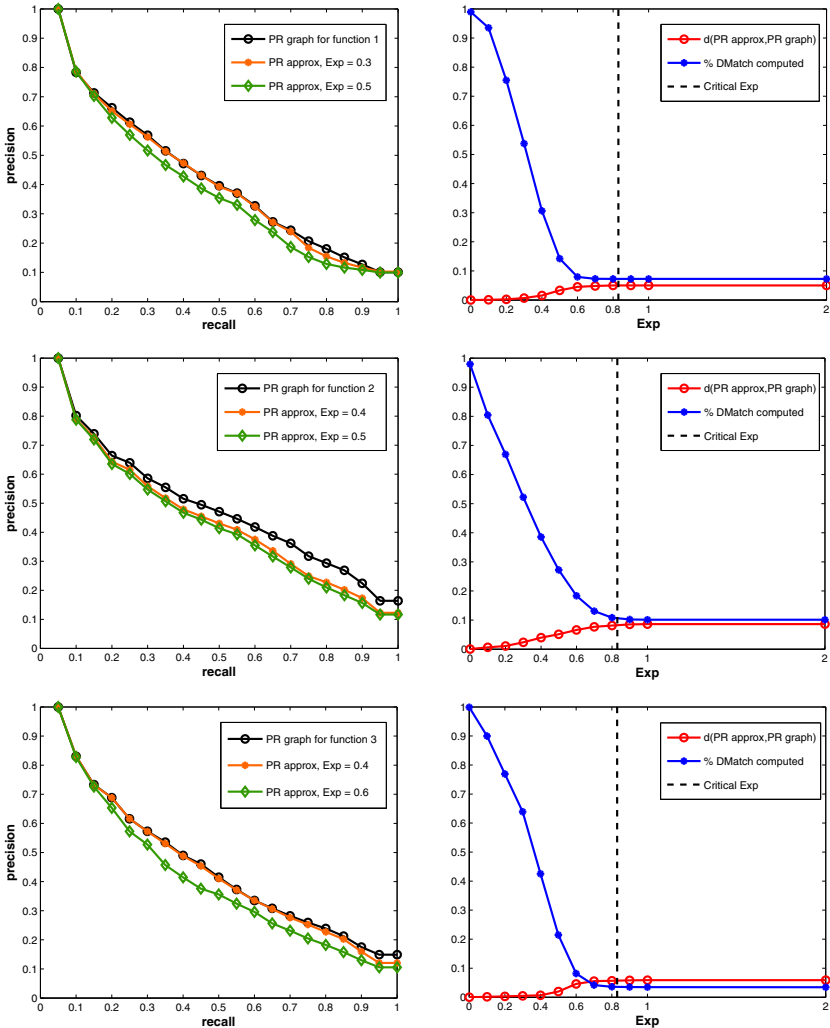 1
0.9
0.8
0.7
0.6
0.5
0.4
0.3
0.2
0.1
0
precision
0 0.1 0.2 0.3 0.4 0.5 0.6 0.7 0.8 0.9 1
recall
PR graph for function 1
PR approx, Exp = 0.3
PR approx, Exp = 0.5
1
0.9
0.8
0.7
0.6
0.5
0.4
0.3
0.2
0.1
0
0 0.2 0.4 0.6 0.8 1 2
Exp
d(PR approx,PR graph)
% DMatch computed
Critical Exp
1
0.9
0.8
0.7
0.6
0.5
0.4
0.3
0.2
0.1
0
precision
0 0.1 0.2 0.3 0.4 0.5 0.6 0.7 0.8 0.9 1
recall
PR graph for function 2
PR approx, Exp = 0.4
PR approx, Exp = 0.5
1
0.9
0.8
0.7
0.6
0.5
0.4
0.3
0.2
0.1
0
0 0.2 0.4 0.6 0.8 1 2
Exp
d(PR approx,PR graph)
% DMatch computed
Critical Exp
1
0.9
0.8
0.7
0.6
0.5
0.4
0.3
0.2
0.1
0
precision
0 0.1 0.2 0.3 0.4 0.5 0.6 0.7 0.8 0.9 1
recall
PR graph for function 3
PR approx, Exp = 0.4
PR approx, Exp = 0.6
1
0.9
0.8
0.7
0.6
0.5
0.4
0.3
0.2
0.1
0
0 0.2 0.4 0.6 0.8 1 2
Exp
d(PR approx,PR graph)
% DMatch computed
Critical Exp